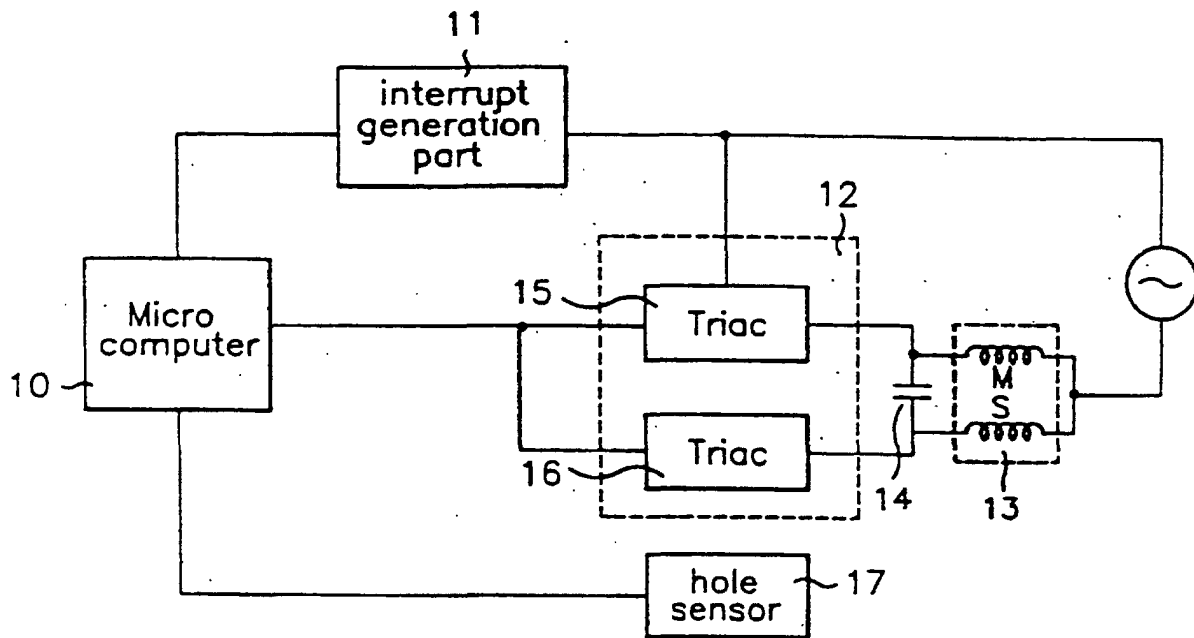 11
interrupt
generation
part
12
15
Triac
Micro
computer
10
M
S
16
Triac
14
13
hole
sensor
17